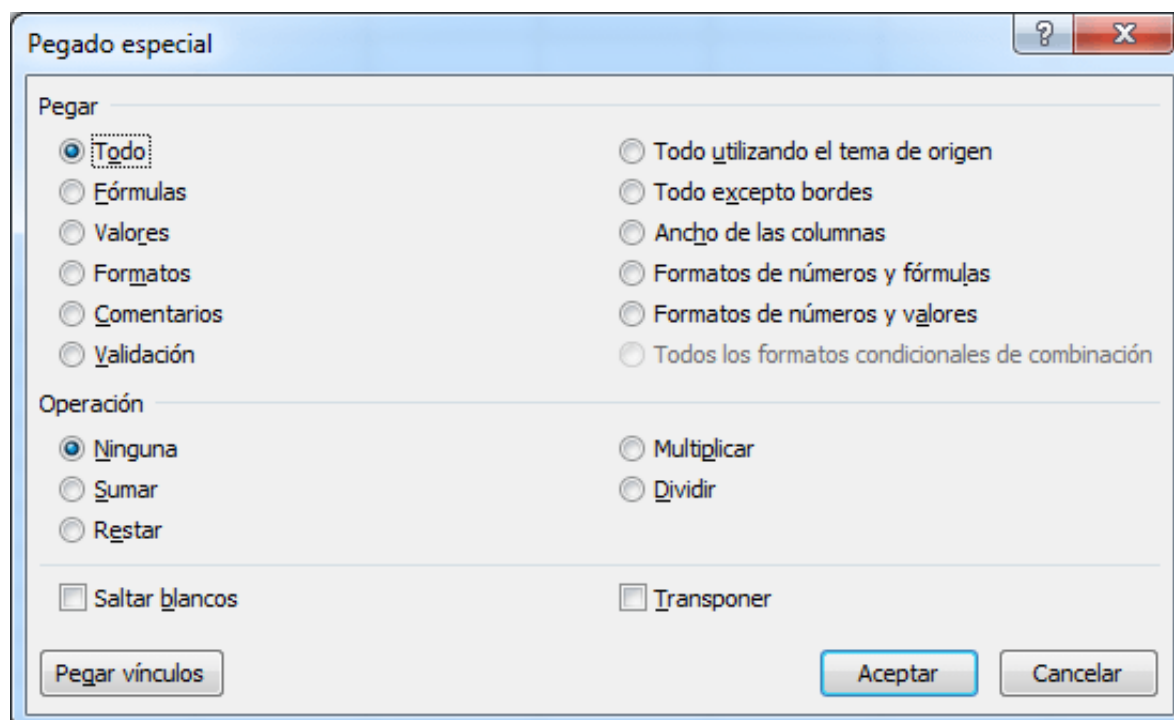 Pegado especial
Pegar
Todo
Todo utilizando el tema de origen
Fórmulas
Todo excepto bordes
Valores
Ancho de las columnas
Formatos
Formatos de números y fórmulas
Comentarios
Formatos de números y valores
Validación
Todos los formatos condicionales de combinación
Operación
Ninguna
Multiplicar
Sumar
Dividir
Restar
Saltar blancos
Transponer
Pegar vínculos
Aceptar
Cancelar